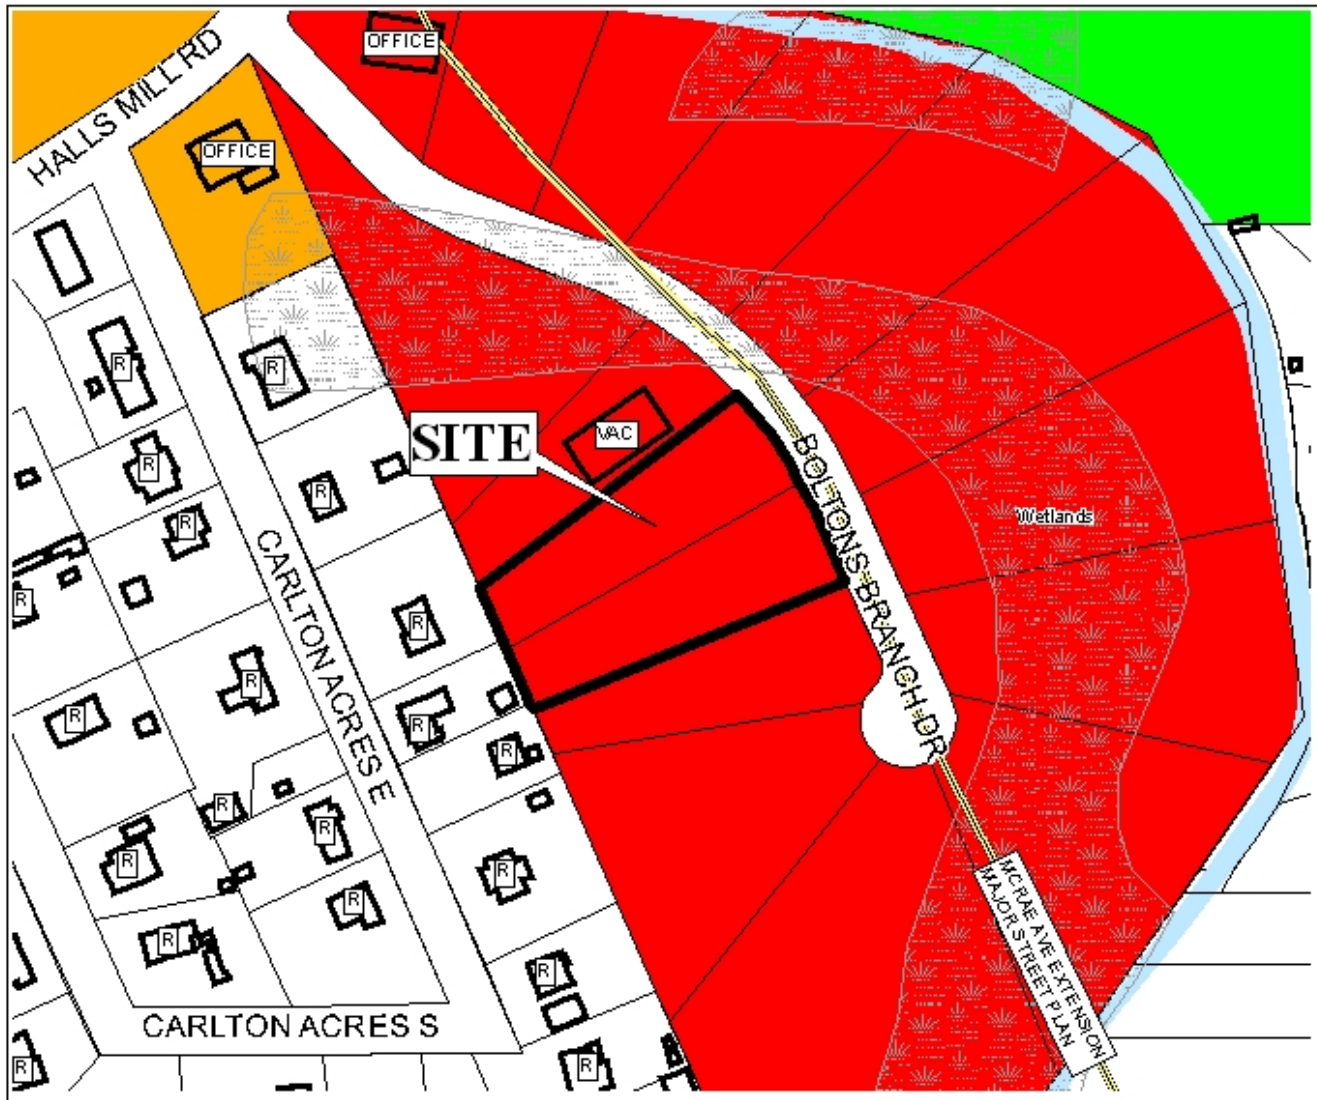 OFFICE
HALLS MILL RD
OFFICE
R
R
SITE
VAC
R
R
R
BOLTONS BRANCH DR
Wetlands
CARLTON ACRES E
R
R
R
R
R
R
R
R
R
R
R
R
R
R
MCRAE AVE EXTENSION
MAJOR STREET PLAN
CARLTON ACRES S
R
R